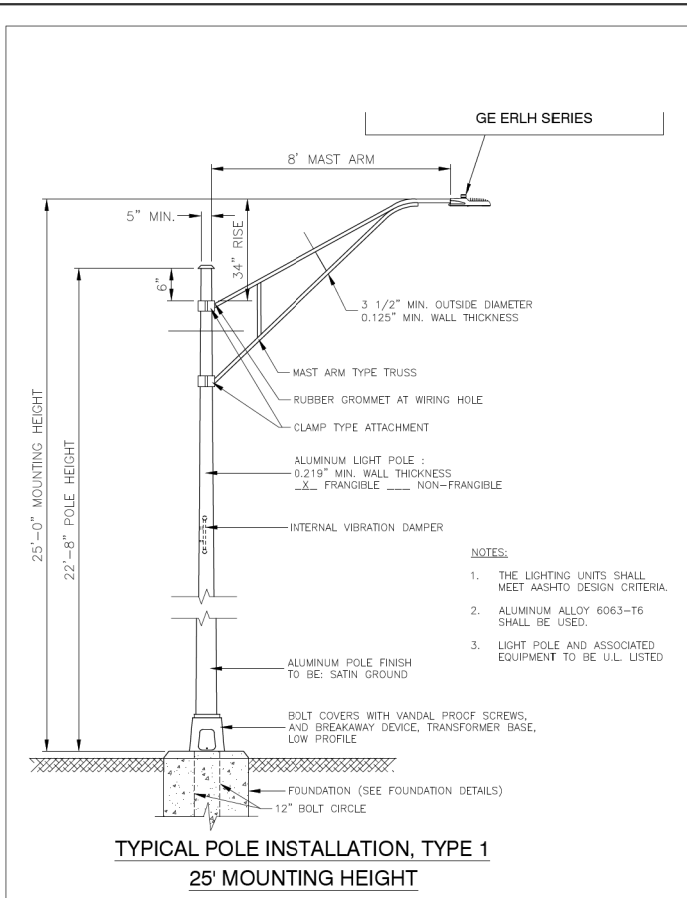 GE ERLH SERIES
8' MAST ARM
5" MIN.
34" RISE
6"
3 1/2" MIN. OUTSIDE DIAMETER
0.125" MIN. WALL THICKNESS
MAST ARM TYPE TRUSS
RUBBER GROMMET AT WIRING HOLE
CLAMP TYPE ATTACHMENT
25'-0" MOUNTING HEIGHT
22'-8" POLE HEIGHT
ALUMINUM LIGHT POLE :
0.219" MIN. WALL THICKNESS
_X_ FRANGIBLE ___ NON-FRANGIBLE
INTERNAL VIBRATION DAMPER
NOTES:
1. THE LIGHTING UNITS SHALL
MEET AASHTO DESIGN CRITERIA.
2. ALUMINUM ALLOY 6063-T6
SHALL BE USED.
3. LIGHT POLE AND ASSOCIATED
EQUIPMENT TO BE U.L. LISTED
ALUMINUM POLE FINISH
TO BE: SATIN GROUND
BOLT COVERS WITH VANDAL PROOF SCREWS,
AND BREAKAWAY DEVICE, TRANSFORMER BASE,
LOW PROFILE
FOUNDATION (SEE FOUNDATION DETAILS)
12" BOLT CIRCLE
TYPICAL POLE INSTALLATION, TYPE 1
25' MOUNTING HEIGHT